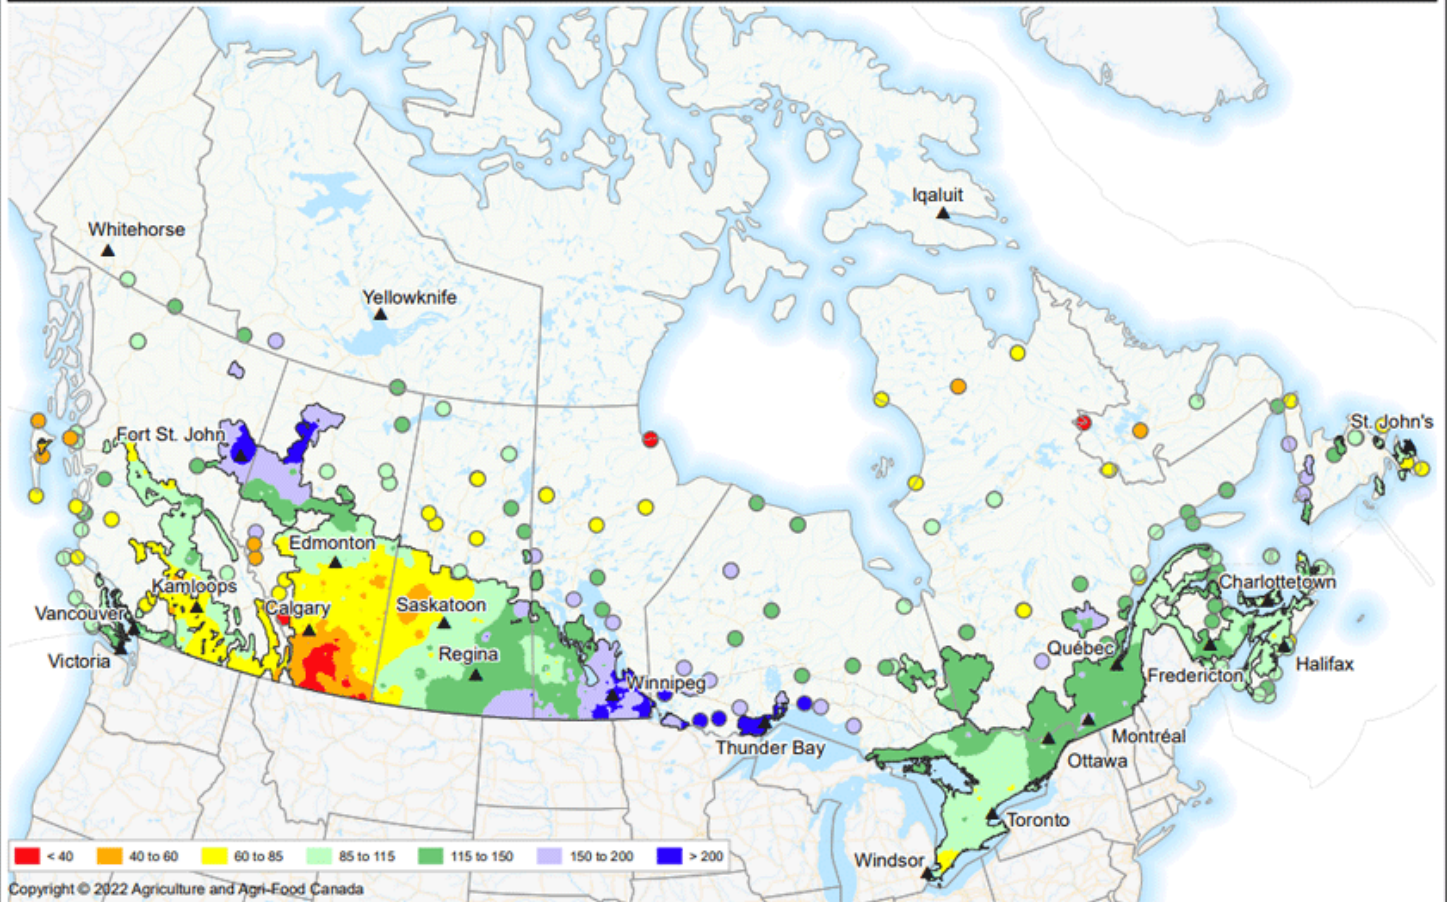 Iqaluit
Whitehorse
Yellowknife
St. John's
Fort St. John
Edmonton
Kamloops
Charlottetown
Vancouver
Calgary
Saskatoon
Québec
Regina
Victoria
Halifax
Fredericton
Winnipeg
Montréal
Thunder Bay
Ottawa
Toronto
Windsor
< 40 40 to 60 60 to 85 85 to 115 115 to 150 150 to 200 > 200
Copyright © 2022 Agriculture and Agri-Food Canada